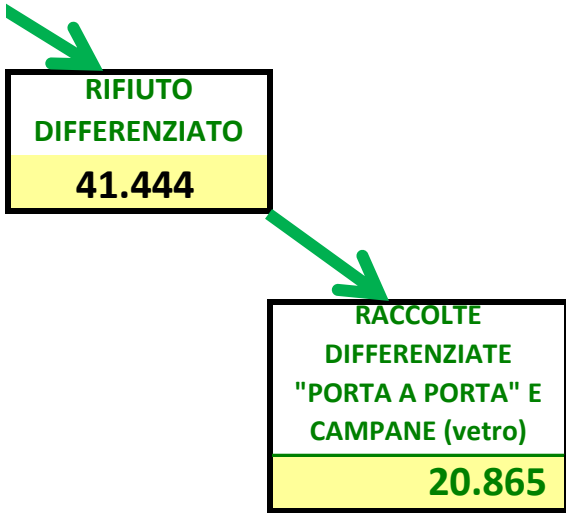 RIFIUTO
DIFFERENZIATO
41.444
RACCOLTE
DIFFERENZIATE
"PORTA A PORTA" E
CAMPANE (vetro)
20.865